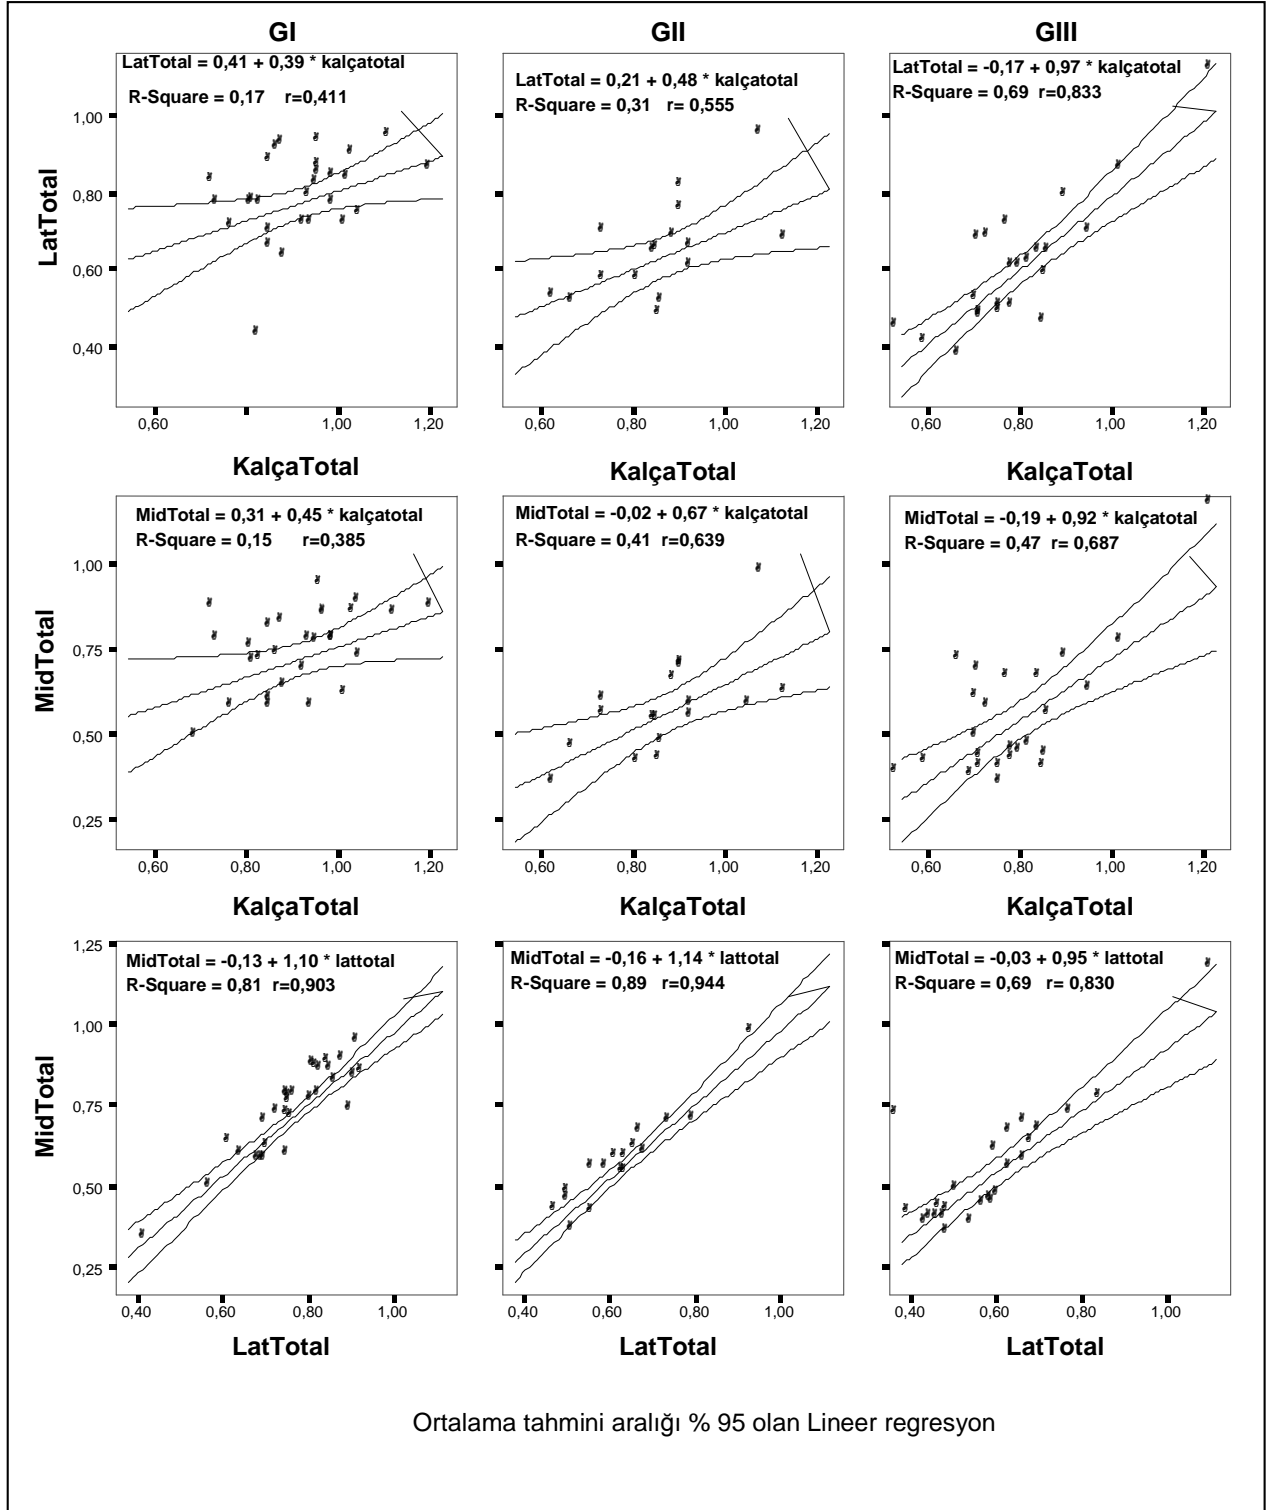 GI GII GIII
LatTotal = 0,41 + 0,39 * kalçatotal
R-Square = 0,17 r=0,411
LatTotal = 0,21 + 0,48 * kalçatotal
R-Square = 0,31 r= 0,555
LatTotal = -0,17 + 0,97 * kalçatotal
R-Square = 0,69 r=0,833
LatTotal
1,00
0,80
0,60
0,40
0,60 1,00 1,20
0,60 0,80 1,00 1,20
0,60 0,80 1,00 1,20
KalçaTotal KalçaTotal KalçaTotal
MidTotal = 0,31 + 0,45 * kalçatotal
R-Square = 0,15 r=0,385
MidTotal = -0,02 + 0,67 * kalçatotal
R-Square = 0,41 r=0,639
MidTotal = -0,19 + 0,92 * kalçatotal
R-Square = 0,47 r= 0,687
MidTotal
1,00
0,75
0,50
0,25
0,60 0,80 1,00 1,20
0,60 0,80 1,00 1,20
0,60 0,80 1,00 1,20
KalçaTotal KalçaTotal KalçaTotal
MidTotal = -0,13 + 1,10 * lattotal
R-Square = 0,81 r=0,903
MidTotal = -0,16 + 1,14 * lattotal
R-Square = 0,89 r=0,944
MidTotal = -0,03 + 0,95 * lattotal
R-Square = 0,69 r= 0,830
MidTotal
1,25
1,00
0,75
0,50
0,25
0,40 0,60 0,80 1,00
0,40 0,60 0,80 1,00
0,40 0,60 0,80 1,00
LatTotal LatTotal LatTotal
Ortalama tahmini aralığı % 95 olan Lineer regresyon